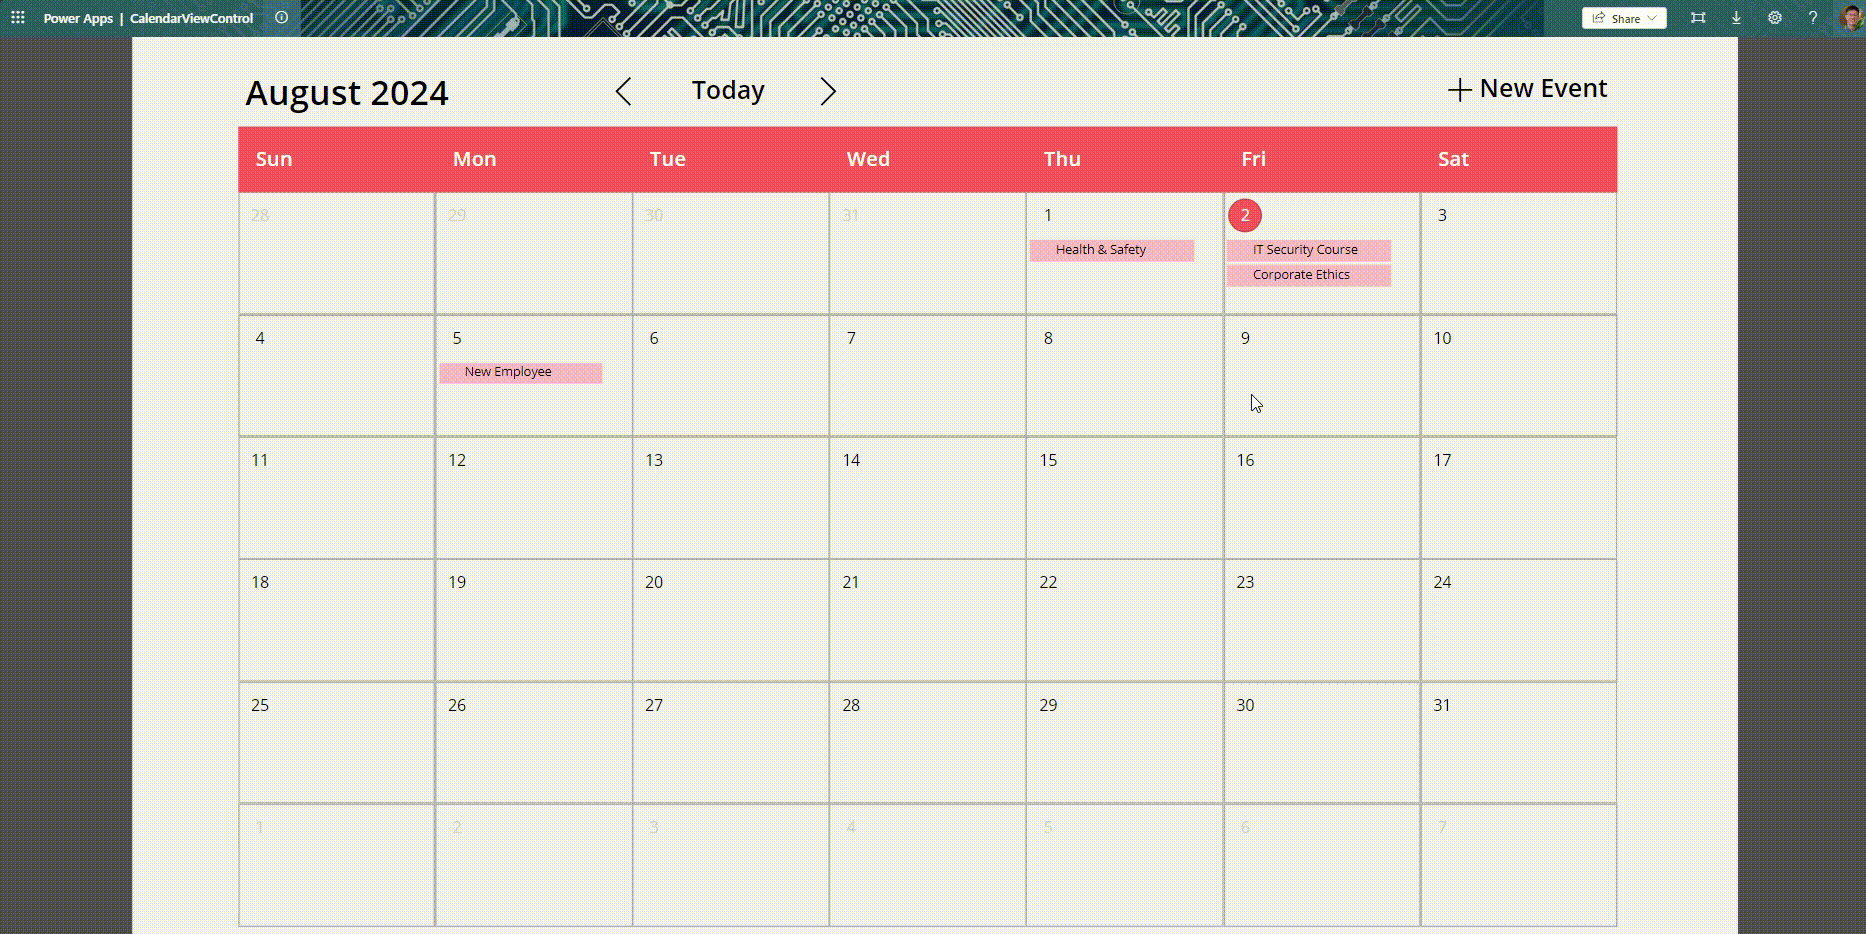 Power Apps | CalendarViewControl
Share
?
August 2024
Today
New Event
Sun Mon Tue Wed Thu Fri Sat
28 29 30 31 1 2 3
Health & Safety
IT Security Course
Corporate Ethics
4 5 6 7 8 9 10
New Employee
11 12 13 14 15 16 17
18 19 20 21 22 23 24
25 26 27 28 29 30 31
1 2 3 4 5 6 7